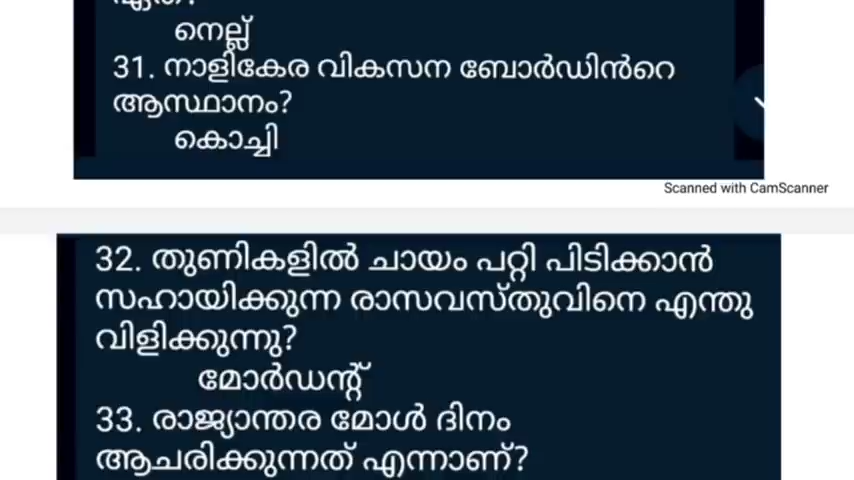 ഏത്?
നെല്ല്
31. നാളികേര വികസന ബോർഡിൻറെ
ആസ്ഥാനം?
കൊച്ചി
Scanned with CamScanner
32. തുണികളിൽ ചായം പറ്റി പിടിക്കാൻ
സഹായിക്കുന്ന രാസവസ്തുവിനെ എന്തു
വിളിക്കുന്നു?
മോർഡന്റ്
33. രാജ്യാന്തര മോൾ ദിനം
ആചരിക്കുന്നത് എന്നാണ്?